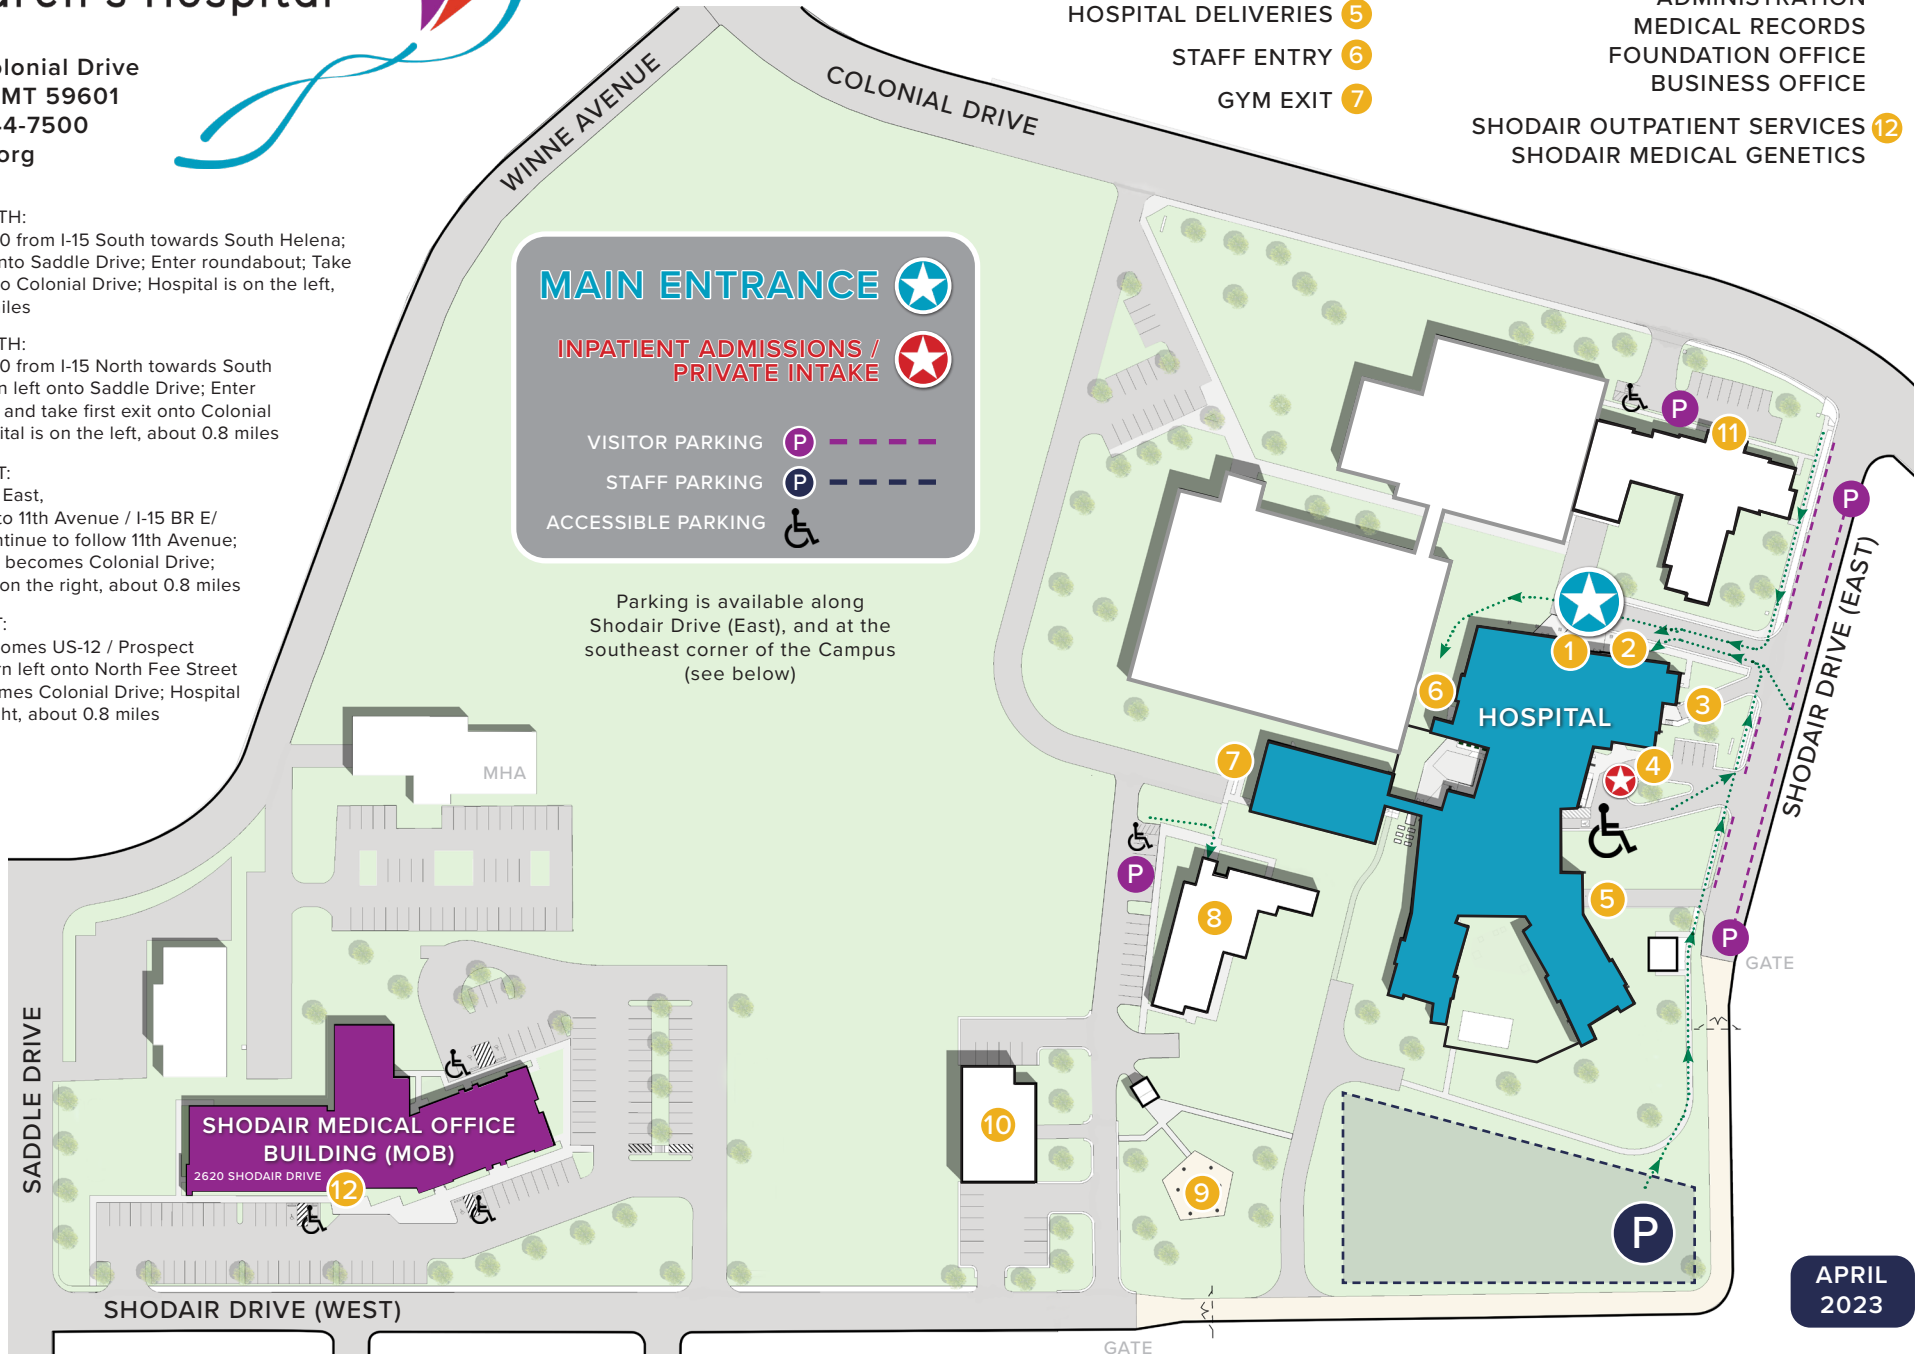 olonial Drive
MT 59601
4-7500
org
TH:
0 from I-15 South towards South Helena;
nto Saddle Drive; Enter roundabout; Take
o Colonial Drive; Hospital is on the left,
iles
TH:
0 from I-15 North towards South
n left onto Saddle Drive; Enter
and take first exit onto Colonial
ital is on the left, about 0.8 miles
T:
East,
to 11th Avenue / I-15 BR E/
ntinue to follow 11th Avenue;
becomes Colonial Drive;
on the right, about 0.8 miles
T:
omes US-12 / Prospect
rn left onto North Fee Street
mes Colonial Drive; Hospital
ht, about 0.8 miles
HOSPITAL DELIVERIES 5
STAFF ENTRY 6
GYM EXIT 7
ADMINISTRATION
MEDICAL RECORDS
FOUNDATION OFFICE
BUSINESS OFFICE
SHODAIR OUTPATIENT SERVICES 12
SHODAIR MEDICAL GENETICS
WINNE AVENUE
COLONIAL DRIVE
MAIN ENTRANCE
INPATIENT ADMISSIONS /
PRIVATE INTAKE
VISITOR PARKING P
STAFF PARKING P
ACCESSIBLE PARKING
Parking is available along
Shodair Drive (East), and at the
southeast corner of the Campus
(see below)
P
11
P
SHODAIR DRIVE (EAST)
1
2
6
3
HOSPITAL
7
4
MHA
P
8
5
P
GATE
SADDLE DRIVE
SHODAIR MEDICAL OFFICE
BUILDING (MOB)
2620 SHODAIR DRIVE
12
10
9
P
SHODAIR DRIVE (WEST)
GATE
APRIL
2023